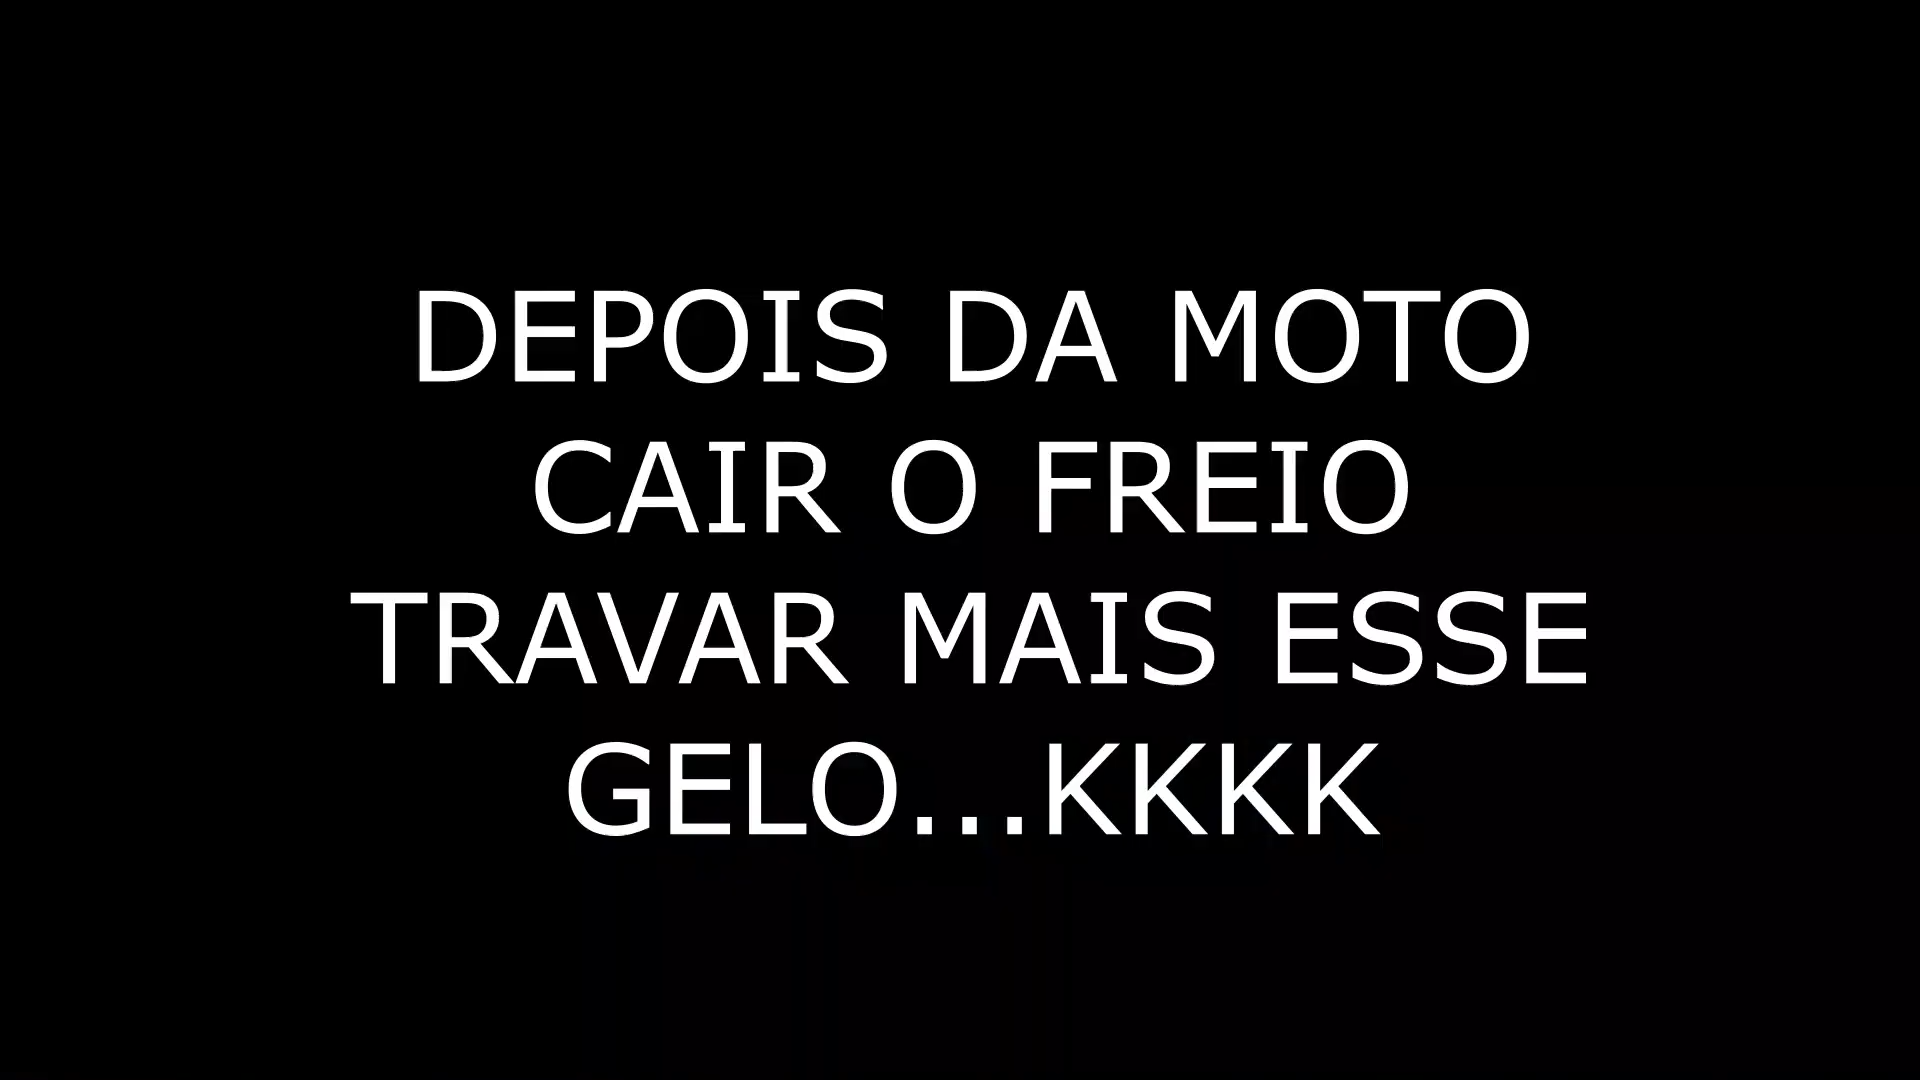 DEPOIS DA MOTO
CAIR O FREIO
TRAVAR MAIS ESSE
GELO...KKKK